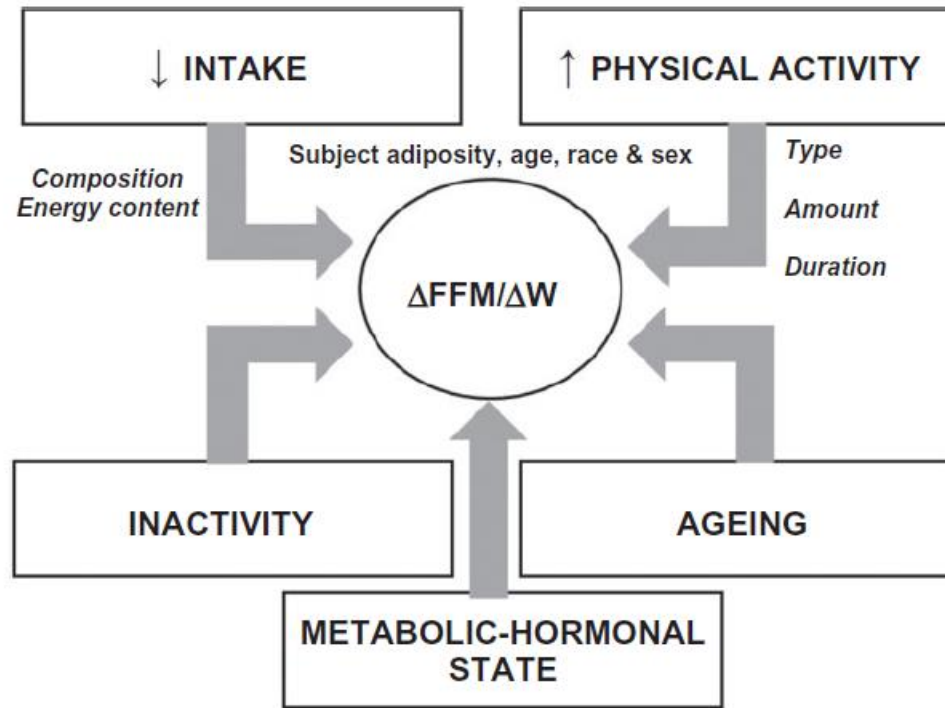 ↓ INTAKE
↑ PHYSICAL ACTIVITY
Subject adiposity, age, race & sex
Composition
Energy content
Type
Amount
Duration
ΔFFM/ΔW
INACTIVITY
AGEING
METABOLIC-HORMONAL
STATE